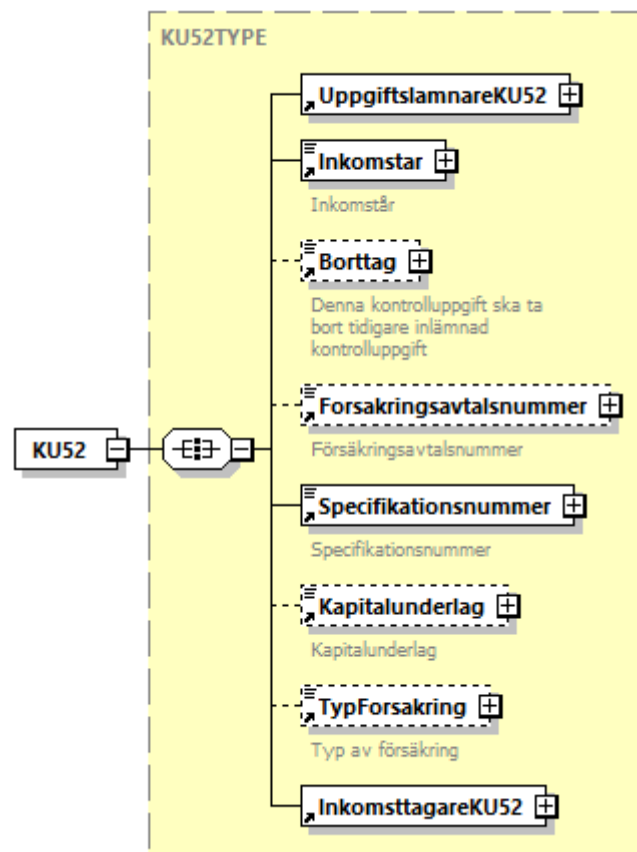 KU52TYPE
UppgiftslamnareKU52
Inkomstar
Inkomstår
Borttag
Denna kontrolluppgift ska ta
bort tidigare inlämnad
kontrolluppgift
Forsakringsavtalsnummer
Försäkringsavtalsnummer
KU52
Specifikationsnummer
Specifikationsnummer
Kapitalunderlag
Kapitalunderlag
TypForsakring
Typ av försäkring
InkomsttagareKU52